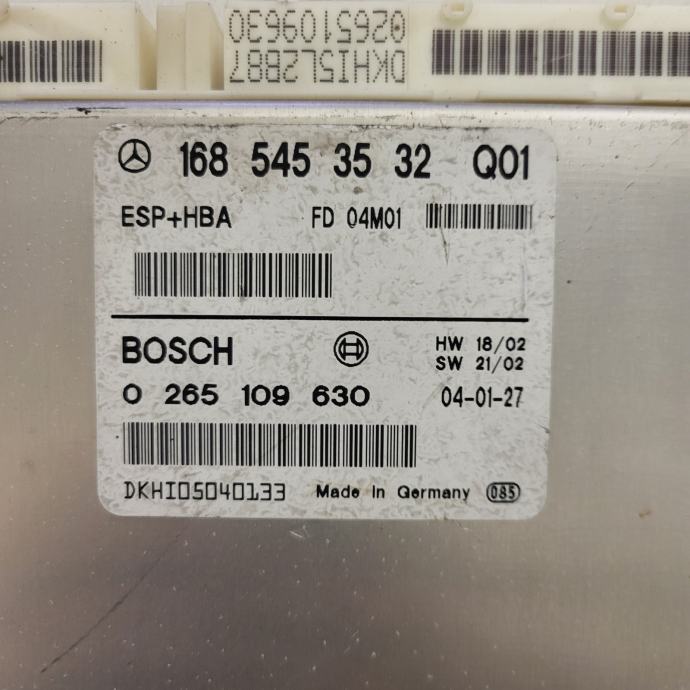 DKHI5L2B87
0265109630
168 545 35 32 Q01
ESP+HBA FD 04M01
BOSCH HW 18/02
SW 21/02
0 265 109 630 04-01-27
DKHI05040133 Made In Germany 085